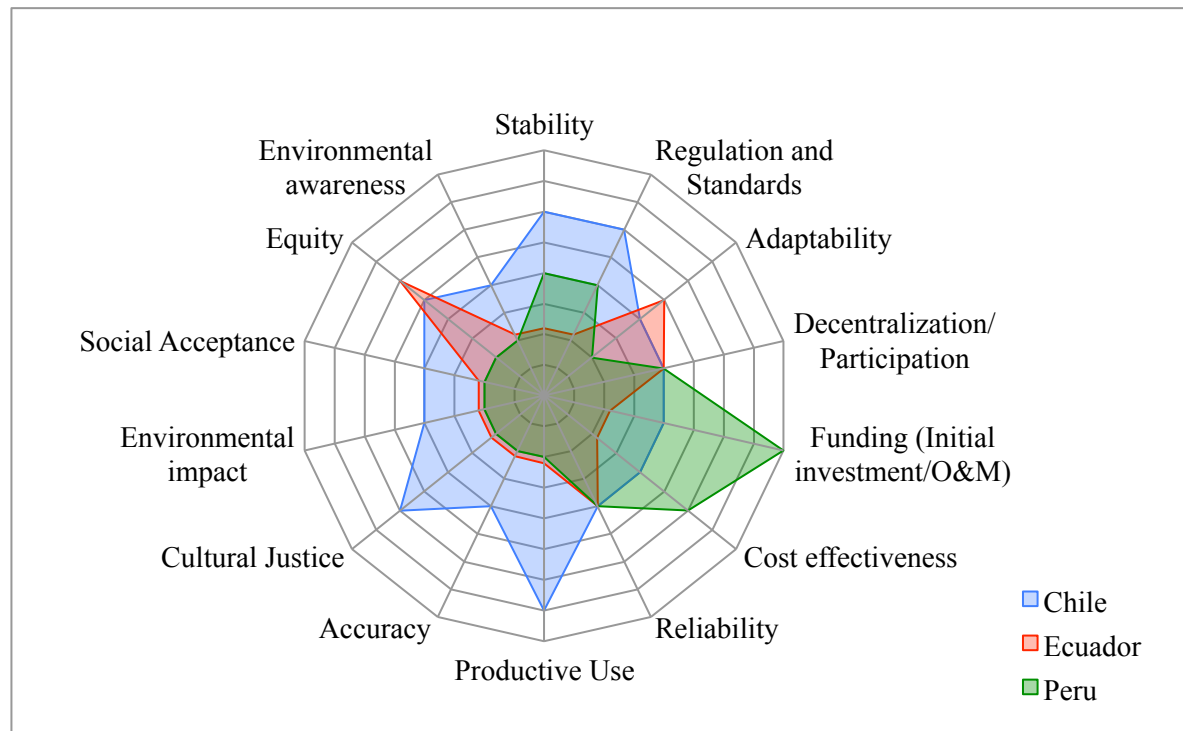 Stability
Environmental
awareness
Regulation and
Standards
Equity
Adaptability
Social Acceptance
Decentralization/
Participation
Environmental
impact
Funding (Initial
investment/O&M)
Cultural Justice
Cost effectiveness
Accuracy
Reliability
Productive Use
Chile
Ecuador
Peru